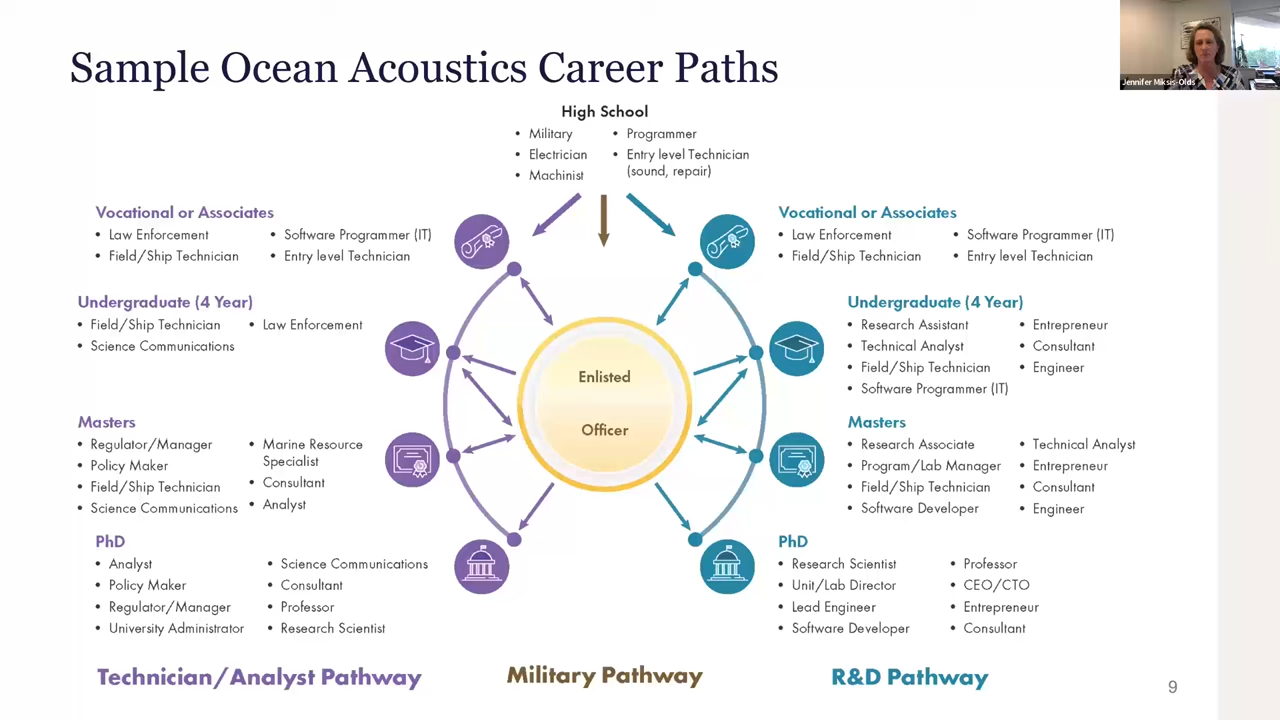 Sample Ocean Acoustics Career Paths
Jennifer Miksis-Olds
High School
• Military
• Electrician
• Machinist
• Programmer
• Entry level Technician
(sound, repair)
Vocational or Associates
• Law Enforcement
• Field/Ship Technician
• Software Programmer (IT)
• Entry level Technician
Undergraduate (4 Year)
• Field/Ship Technician
• Science Communications
• Law Enforcement
Masters
• Regulator/Manager
• Policy Maker
• Field/Ship Technician
• Science Communications
• Marine Resource
Specialist
• Consultant
• Analyst
PhD
• Analyst
• Policy Maker
• Regulator/Manager
• University Administrator
• Science Communications
• Consultant
• Professor
• Research Scientist
Enlisted
Officer
Vocational or Associates
• Law Enforcement
• Field/Ship Technician
• Software Programmer (IT)
• Entry level Technician
Undergraduate (4 Year)
• Research Assistant
• Technical Analyst
• Field/Ship Technician
• Software Programmer (IT)
• Entrepreneur
• Consultant
• Engineer
Masters
• Research Associate
• Program/Lab Manager
• Field/Ship Technician
• Software Developer
• Technical Analyst
• Entrepreneur
• Consultant
• Engineer
PhD
• Research Scientist
• Unit/Lab Director
• Lead Engineer
• Software Developer
• Professor
• CEO/CTO
• Entrepreneur
• Consultant
Technician/Analyst Pathway
Military Pathway
R&D Pathway
9